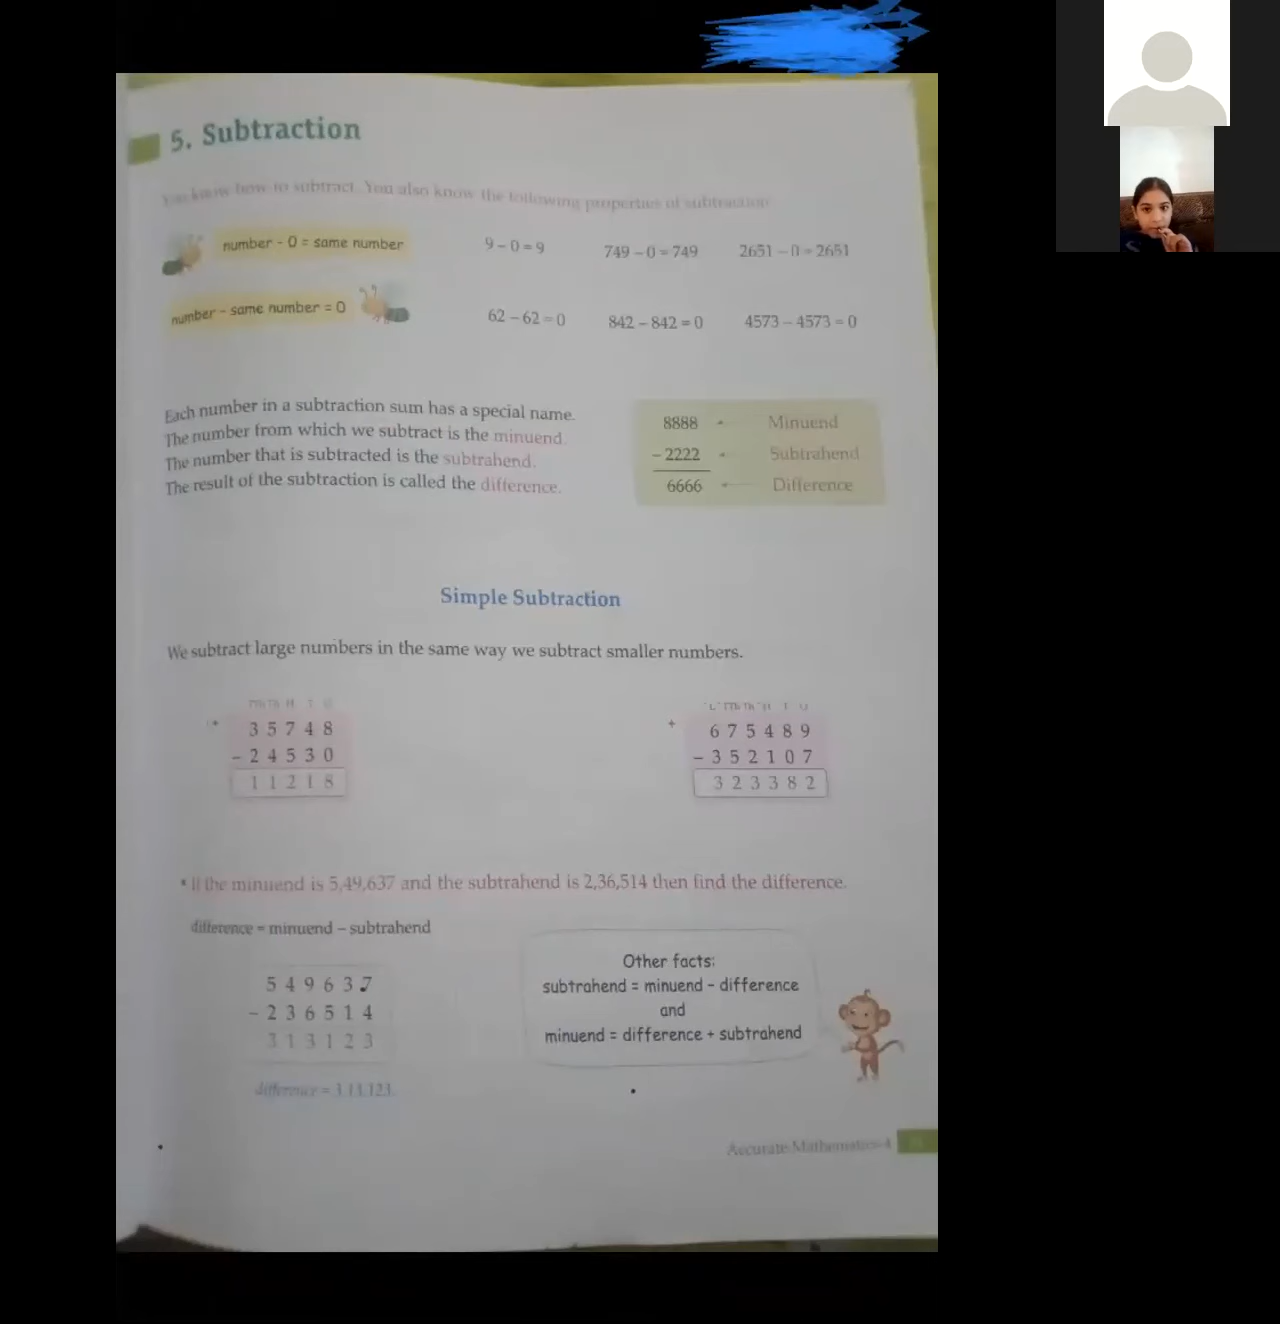 5. Subtraction
You know how to subtract. You also know the following properties of subtraction
number - 0 = same number
9 – 0 = 9
749 – 0 = 749
2651 – 0 = 2651
number - same number = 0
62 – 62 = 0
842 – 842 = 0
4573 – 4573 = 0
Each number in a subtraction sum has a special name.
The number from which we subtract is the minuend.
The number that is subtracted is the subtrahend.
The result of the subtraction is called the difference.
8888 ← Minuend
– 2222 ← Subtrahend
6666 ← Difference
Simple Subtraction
We subtract large numbers in the same way we subtract smaller numbers.
TTh Th H T O
3 5 7 4 8
– 2 4 5 3 0
1 1 2 1 8
L TTh Th H T O
6 7 5 4 8 9
– 3 5 2 1 0 7
3 2 3 3 8 2
* If the minuend is 5,49,637 and the subtrahend is 2,36,514 then find the difference.
difference = minuend – subtrahend
5 4 9 6 3 7
– 2 3 6 5 1 4
3 1 3 1 2 3
difference = 3,13,123.
Other facts:
subtrahend = minuend - difference
and
minuend = difference + subtrahend
Accurate Mathematics-4